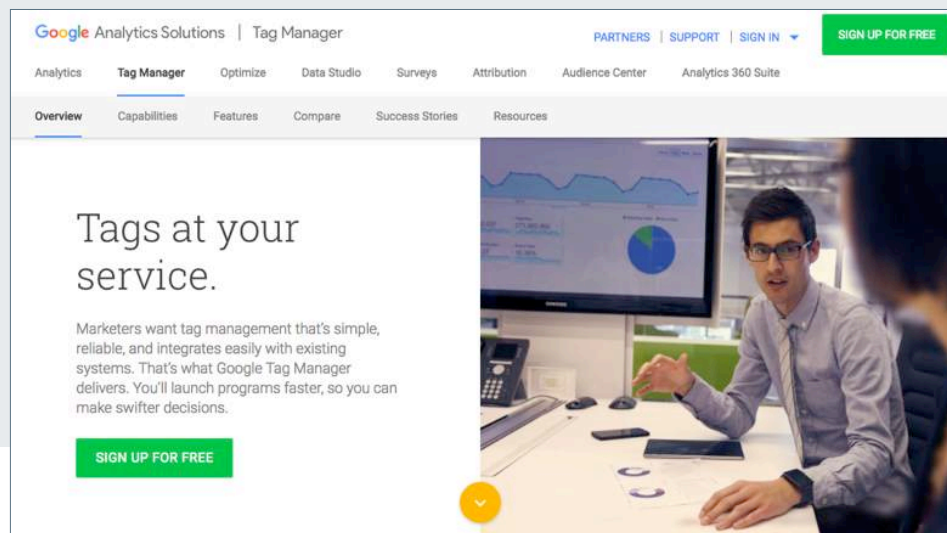 Google Analytics Solutions | Tag Manager
PARTNERS | SUPPORT | SIGN IN
SIGN UP FOR FREE
Analytics Tag Manager Optimize Data Studio Surveys Attribution Audience Center Analytics 360 Suite
Overview Capabilities Features Compare Success Stories Resources
Tags at your
service.
Marketers want tag management that's simple,
reliable, and integrates easily with existing
systems. That's what Google Tag Manager
delivers. You'll launch programs faster, so you can
make swifter decisions.
SIGN UP FOR FREE
SAMSUNG